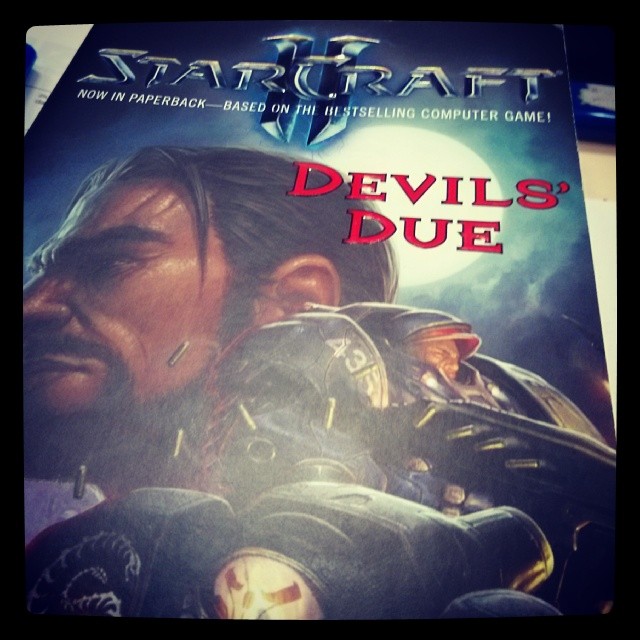 STARCRAFT
II
NOW IN PAPERBACK—BASED ON THE BESTSELLING COMPUTER GAME!
DEVILS'
DUE